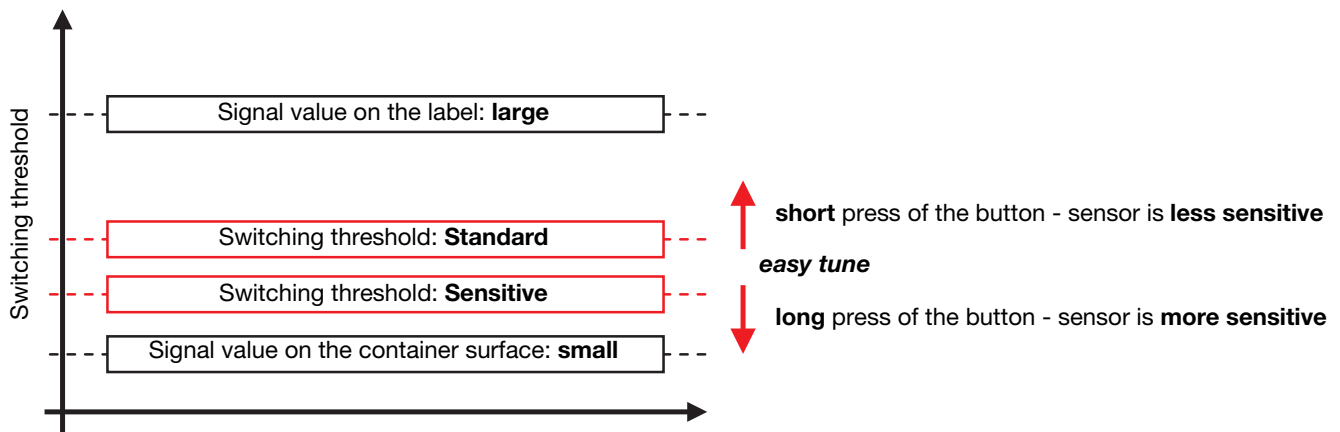 Switching threshold
Signal value on the label: large
Switching threshold: Standard
Switching threshold: Sensitive
Signal value on the container surface: small
short press of the button - sensor is less sensitive
easy tune
long press of the button - sensor is more sensitive